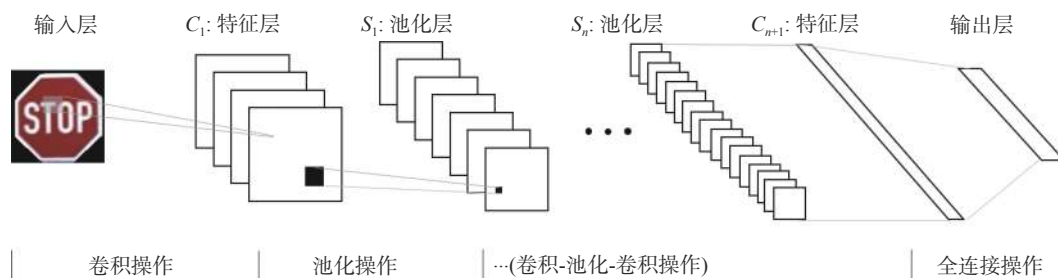 输入层 C₁: 特征层 S₁: 池化层 Sₙ: 池化层 Cₙ₊₁: 特征层 输出层
STOP
卷积操作 池化操作 ···(卷积-池化-卷积操作) 全连接操作